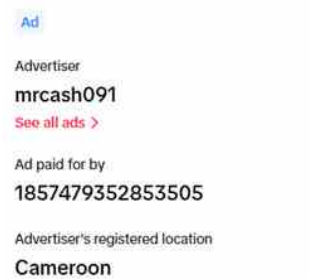 Ad
Advertiser
mrcash091
See all ads >
Ad paid for by
1857479352853505
Advertiser's registered location
Cameroon